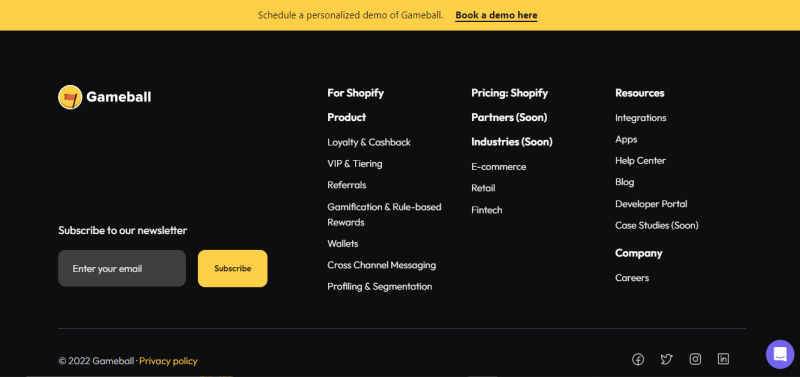 Schedule a personalized demo of Gameball. Book a demo here
Gameball
Subscribe to our newsletter
Enter your email
Subscribe
For Shopify
Product
Loyalty & Cashback
VIP & Tiering
Referrals
Gamification & Rule-based
Rewards
Wallets
Cross Channel Messaging
Profiling & Segmentation
Pricing: Shopify
Partners (Soon)
Industries (Soon)
E-commerce
Retail
Fintech
Resources
Integrations
Apps
Help Center
Blog
Developer Portal
Case Studies (Soon)
Company
Careers
© 2022 Gameball · Privacy policy